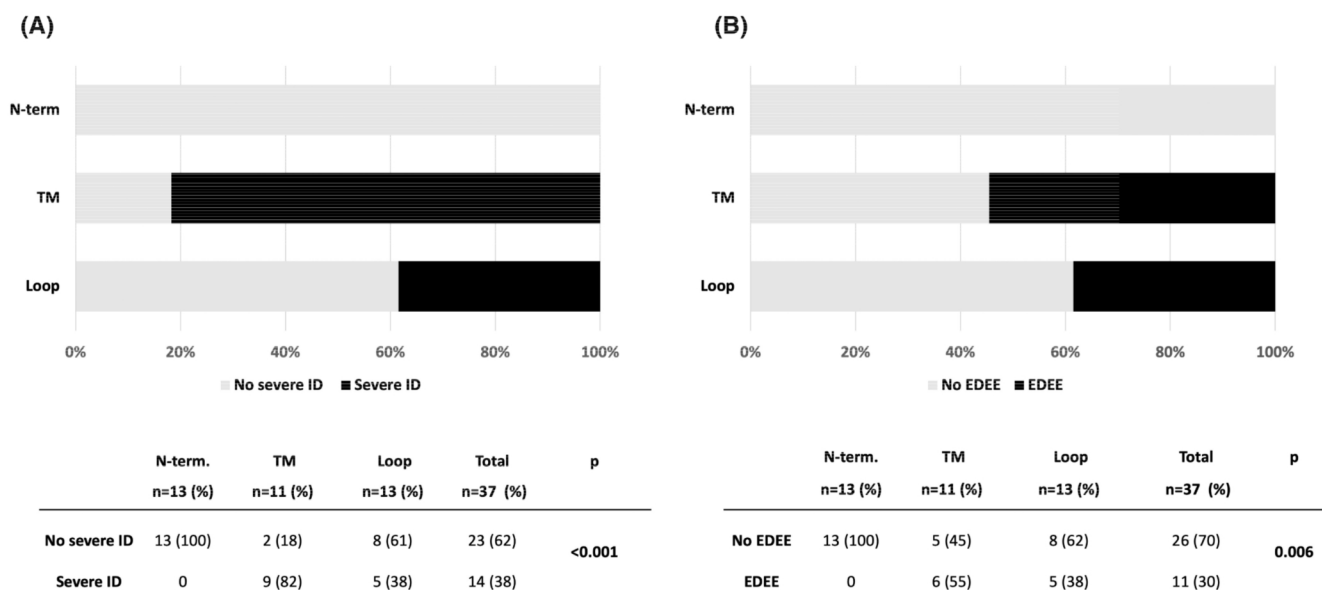 (A)
N-term
TM
Loop
0% 20% 40% 60% 80% 100%
No severe ID Severe ID
N-term. TM Loop Total p
n=13 (%) n=11 (%) n=13 (%) n=37 (%)
No severe ID 13 (100) 2 (18) 8 (61) 23 (62) <0.001
Severe ID 0 9 (82) 5 (38) 14 (38)
(B)
N-term
TM
Loop
0% 20% 40% 60% 80% 100%
No EDEE EDEE
N-term. TM Loop Total p
n=13 (%) n=11 (%) n=13 (%) n=37 (%)
No EDEE 13 (100) 5 (45) 8 (62) 26 (70) 0.006
EDEE 0 6 (55) 5 (38) 11 (30)